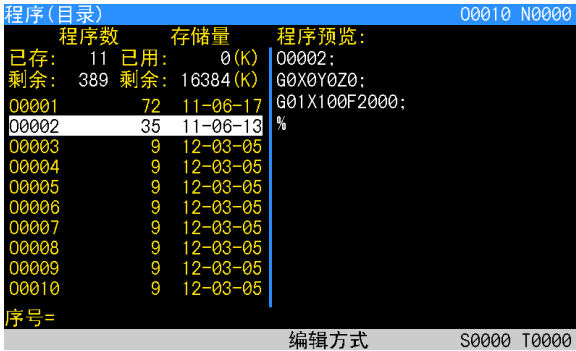 程序(目录) O0010 N0000
程序数 存储量 程序预览:
已存: 11 已用: 0(K) O0002;
剩余: 389 剩余: 16384(K) G0X0Y0Z0;
O0001 72 11-06-17 G01X100F2000;
O0002 35 11-06-13 %
O0003 9 12-03-05
O0004 9 12-03-05
O0005 9 12-03-05
O0006 9 12-03-05
O0007 9 12-03-05
O0008 9 12-03-05
O0009 9 12-03-05
O0010 9 12-03-05
序号=
编辑方式 S0000 T0000